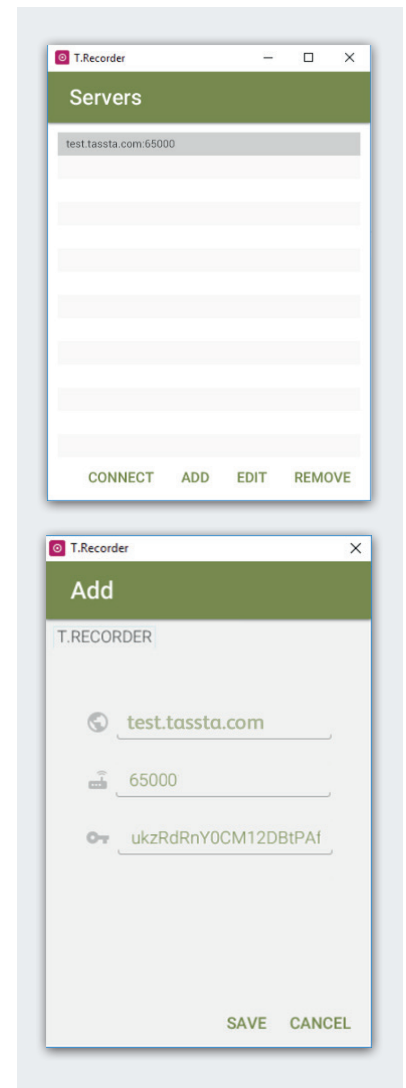 T.Recorder
Servers
test.tassta.com:65000
CONNECT ADD EDIT REMOVE
T.Recorder
Add
T.RECORDER
test.tassta.com
65000
ukzRdRnY0CM12DBtPAf
SAVE CANCEL